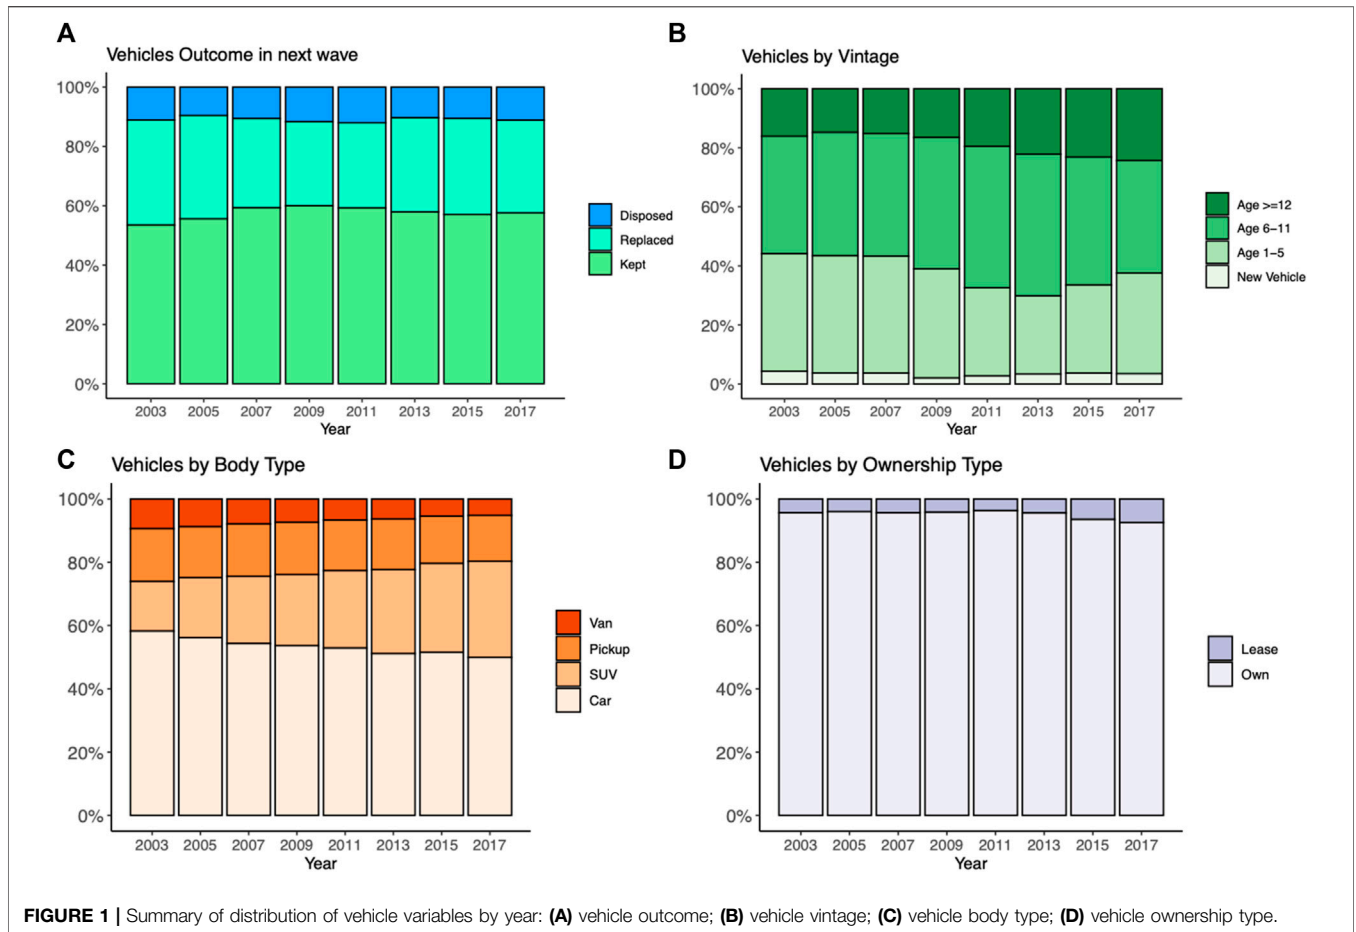 A
Vehicles Outcome in next wave
100%
80%
60%
40%
20%
0%
2003 2005 2007 2009 2011 2013 2015 2017
Year
Disposed
Replaced
Kept
B
Vehicles by Vintage
100%
80%
60%
40%
20%
0%
2003 2005 2007 2009 2011 2013 2015 2017
Year
Age >=12
Age 6–11
Age 1–5
New Vehicle
C
Vehicles by Body Type
100%
80%
60%
40%
20%
0%
2003 2005 2007 2009 2011 2013 2015 2017
Year
Van
Pickup
SUV
Car
D
Vehicles by Ownership Type
100%
80%
60%
40%
20%
0%
2003 2005 2007 2009 2011 2013 2015 2017
Year
Lease
Own
FIGURE 1 | Summary of distribution of vehicle variables by year: (A) vehicle outcome; (B) vehicle vintage; (C) vehicle body type; (D) vehicle ownership type.